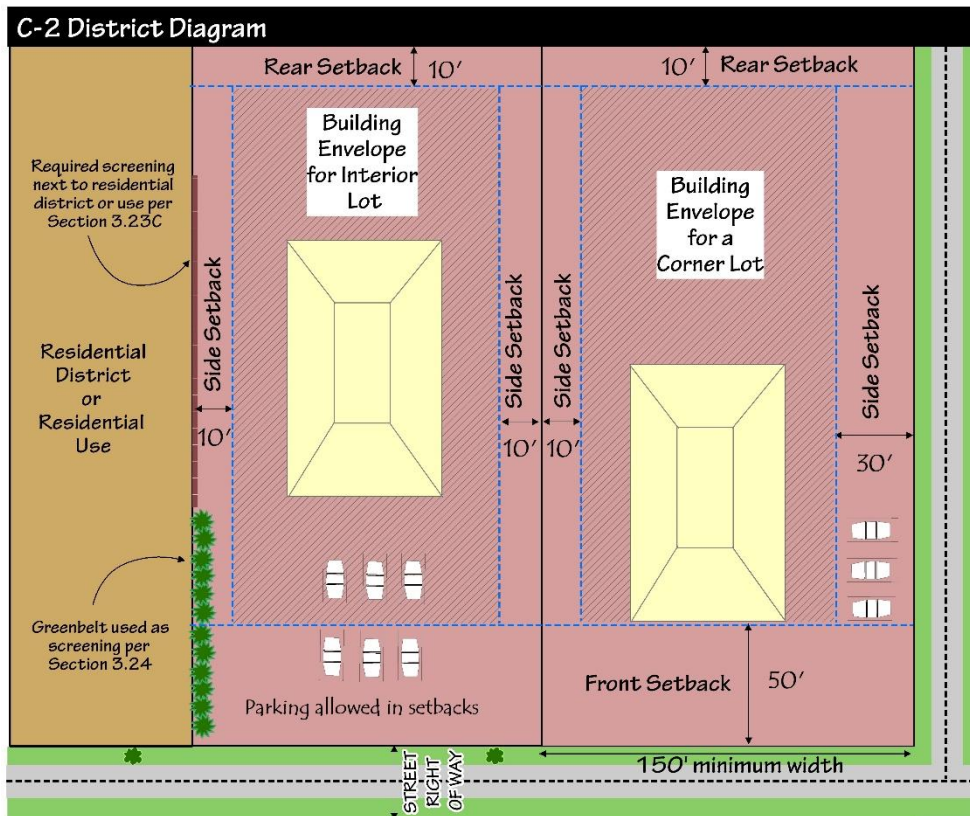 C-2 District Diagram
Rear Setback 10'
10' Rear Setback
Building
Envelope
for Interior
Lot
Building
Envelope
for a
Corner Lot
Required screening
next to residential
district or use per
Section 3.23C
Side Setback
Side Setback
Side Setback
Side Setback
Residential
District
or
Residential
Use
10'
10'
10'
30'
Greenbelt used as
screening per
Section 3.24
Front Setback
50'
Parking allowed in setbacks
STREET
RIGHT
OF WAY
150' minimum width